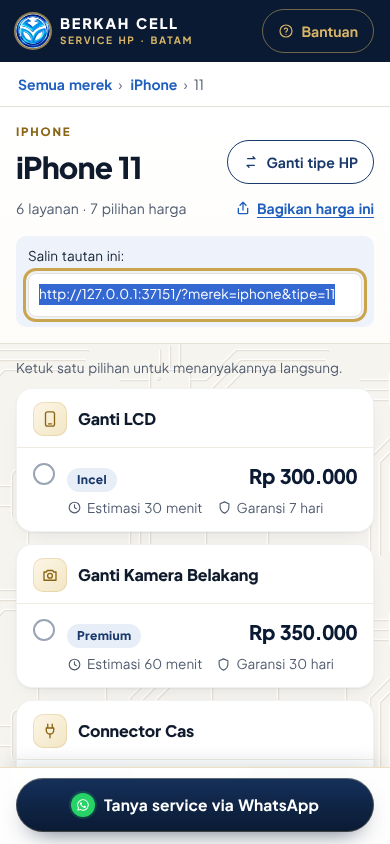 BERKAH CELL
SERVICE HP · BATAM
Bantuan
Semua merek › iPhone › 11
IPHONE
iPhone 11
Ganti tipe HP
6 layanan · 7 pilihan harga
Bagikan harga ini
Salin tautan ini:
http://127.0.0.1:37151/?merek=iphone&tipe=11
Ketuk satu pilihan untuk menanyakannya langsung.
Ganti LCD
Incel
Rp 300.000
Estimasi 30 menit
Garansi 7 hari
Ganti Kamera Belakang
Premium
Rp 350.000
Estimasi 60 menit
Garansi 30 hari
Connector Cas
Tanya service via WhatsApp